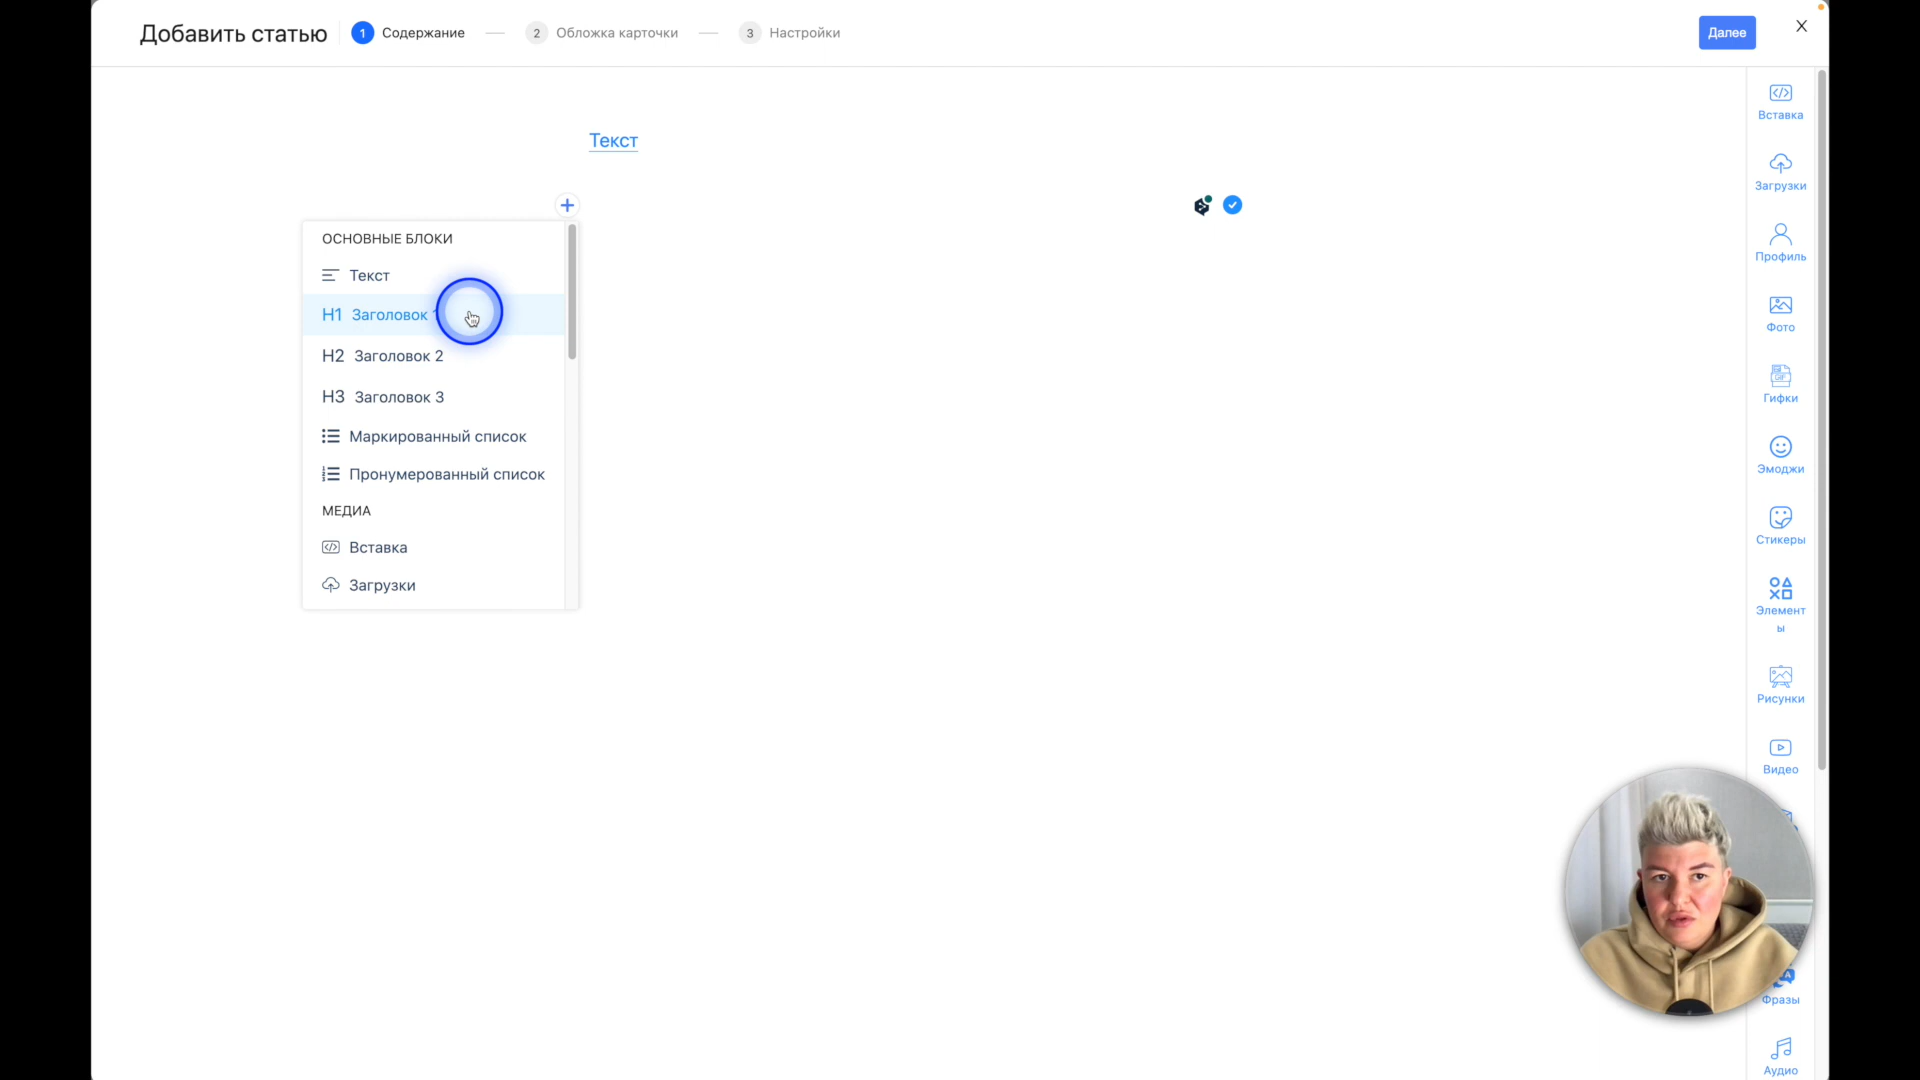 Добавить статью
1 Содержание
2 Обложка карточки
3 Настройки
Далее
Текст
ОСНОВНЫЕ БЛОКИ
Текст
H1 Заголовок 1
H2 Заголовок 2
H3 Заголовок 3
Маркированный список
Пронумерованный список
МЕДИА
Вставка
Загрузки
Вставка
Загрузки
Профиль
Фото
GIF
Гифки
Эмоджи
Стикеры
Элемент
ы
Рисунки
Видео
Фразы
Аудио